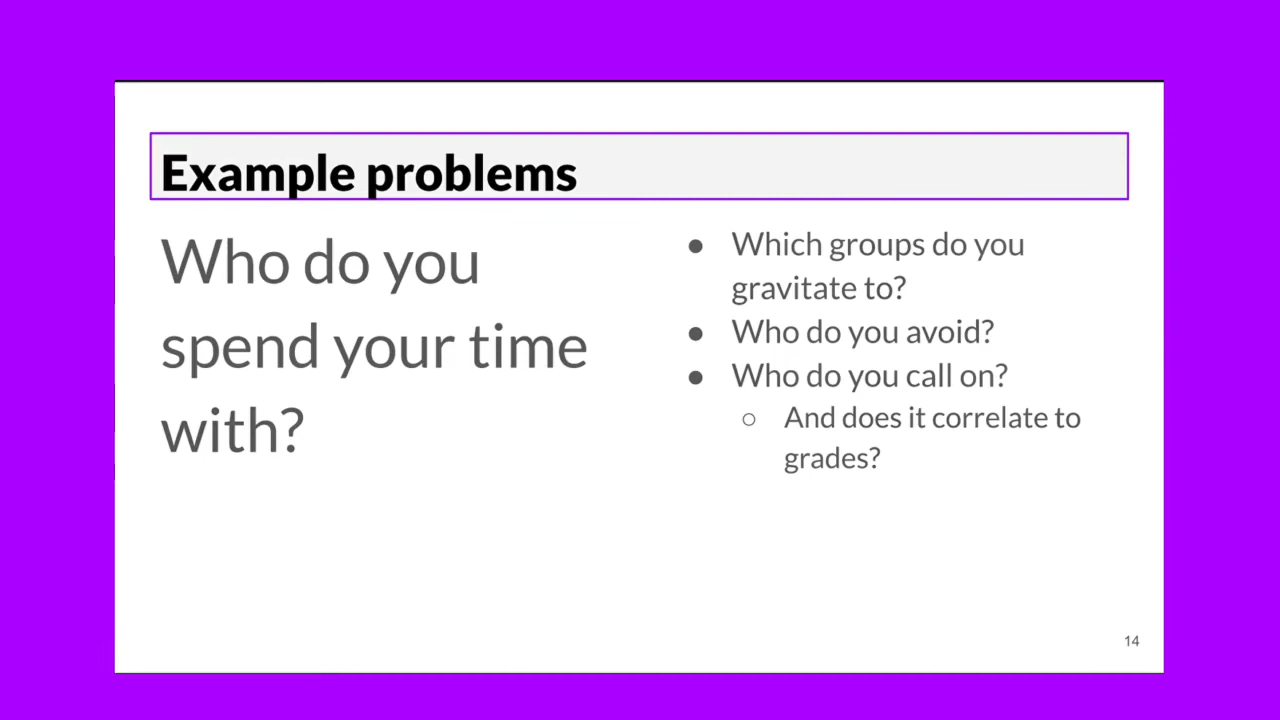 Example problems
Who do you
spend your time
with?
● Which groups do you
gravitate to?
● Who do you avoid?
● Who do you call on?
○ And does it correlate to
grades?
14